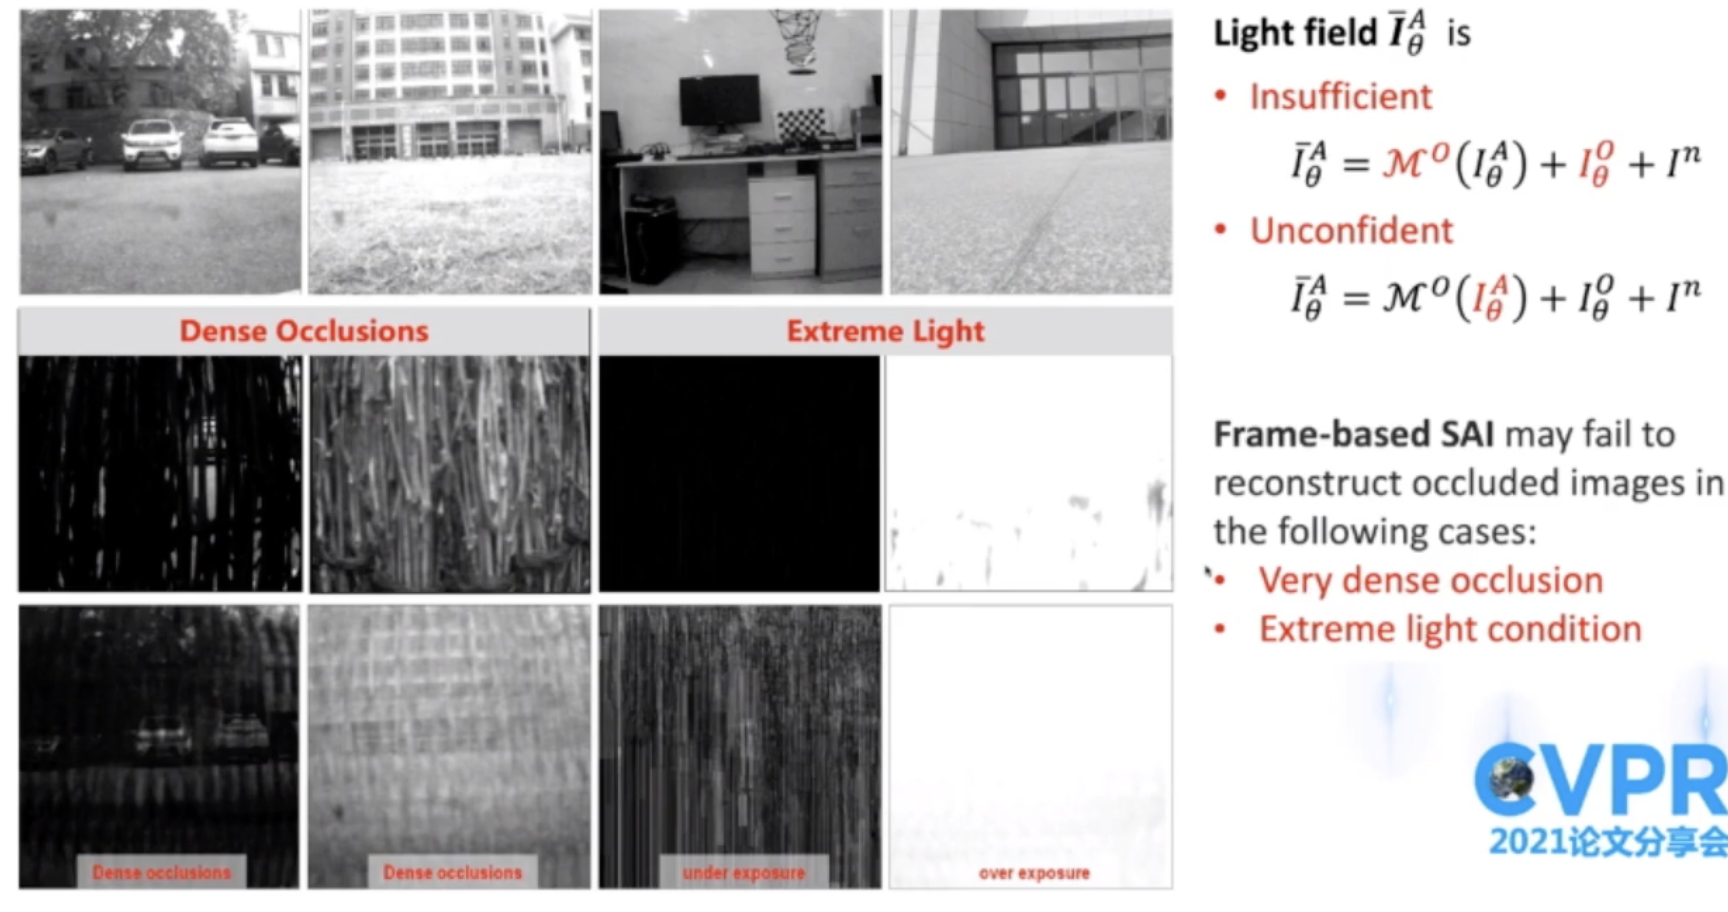 Light field Ī_θ^A is
• Insufficient
Ī_θ^A = ℳ^O(I_θ^A) + I_θ^O + I^n
• Unconfident
Ī_θ^A = ℳ^O(I_θ^A) + I_θ^O + I^n
Dense Occlusions
Extreme Light
Frame-based SAI may fail to
reconstruct occluded images in
the following cases:
• Very dense occlusion
• Extreme light condition
Dense occlusions
Dense occlusions
under exposure
over exposure
CVPR
2021论文分享会